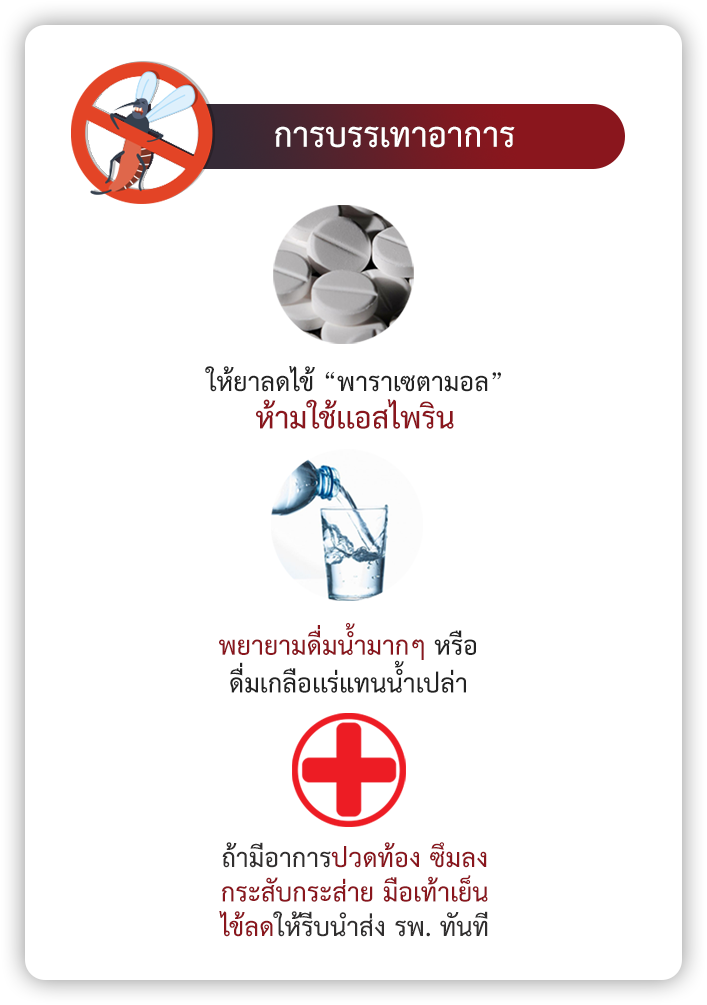 การบรรเทาอาการ
ให้ยาลดไข้ “พาราเซตามอล”
ห้ามใช้แอสไพริน
พยายามดื่มน้ำมากๆ หรือ
ดื่มเกลือแร่แทนน้ำเปล่า
ถ้ามีอาการปวดท้อง ซึมลง
กระสับกระส่าย มือเท้าเย็น
ไข้ลดให้รีบนำส่ง รพ. ทันที